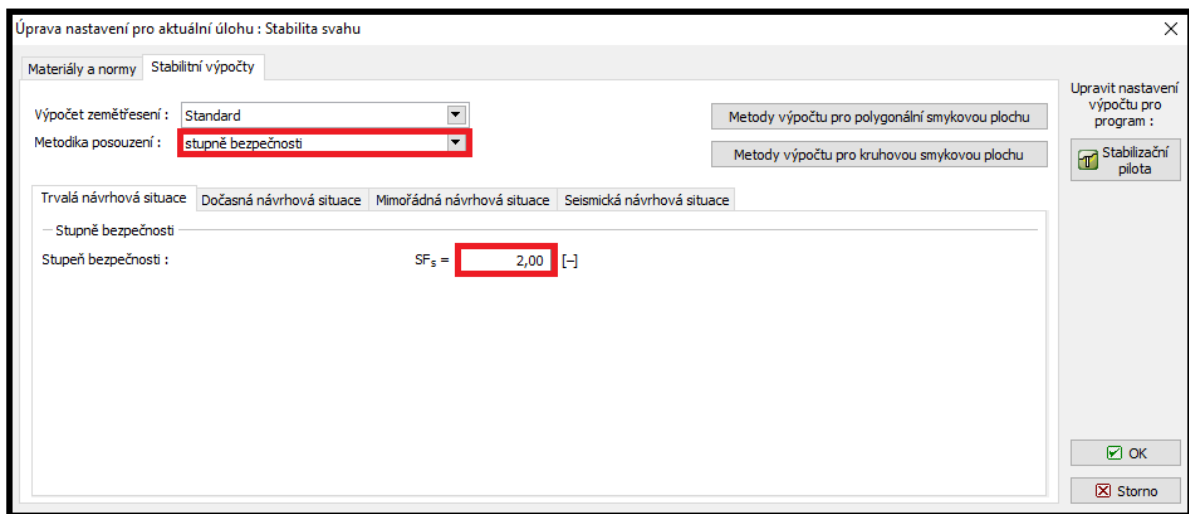 Úprava nastavení pro aktuální úlohu : Stabilita svahu
Materiály a normy Stabilitní výpočty
Výpočet zemětřesení : Standard
Metodika posouzení : stupně bezpečnosti
Metody výpočtu pro polygonální smykovou plochu
Metody výpočtu pro kruhovou smykovou plochu
Trvalá návrhová situace Dočasná návrhová situace Mimořádná návrhová situace Seismická návrhová situace
Stupně bezpečnosti
Stupeň bezpečnosti : SFs = 2,00 [–]
Upravit nastavení
výpočtu pro
program :
Stabilizační
pilota
OK
Storno